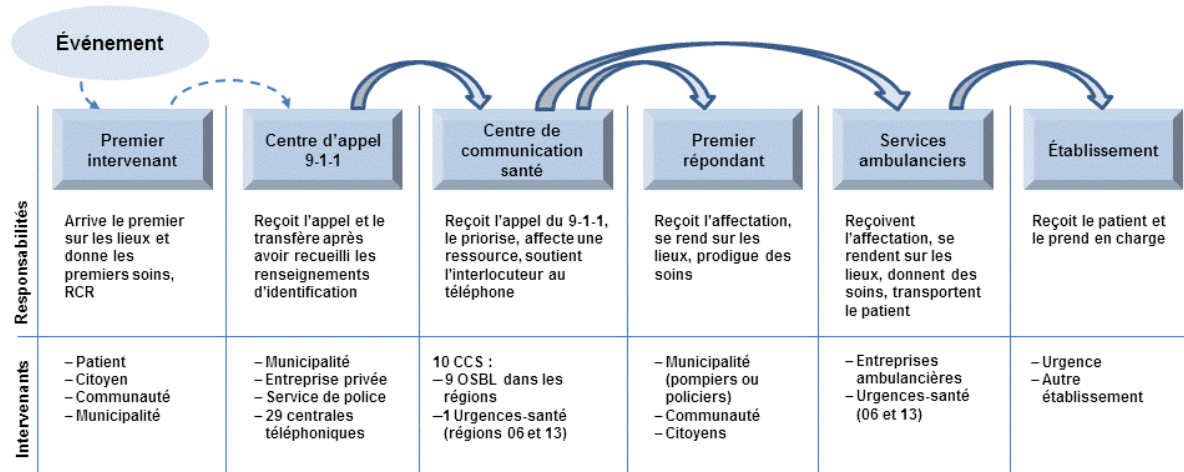 Événement
Premier
intervenant
Centre d'appel
9-1-1
Centre de
communication
santé
Premier
répondant
Services
ambulanciers
Établissement
Responsabilités
Arrive le premier
sur les lieux et
donne les
premiers soins,
RCR
Reçoit l'appel et le
transfère après
avoir recueilli les
renseignements
d'identification
Reçoit l'appel du 9-1-1,
le priorise, affecte une
ressource, soutient
l'interlocuteur au
téléphone
Reçoit l'affectation,
se rend sur les
lieux, prodigue des
soins
Reçoivent
l'affectation, se
rendent sur les
lieux, donnent des
soins, transportent
le patient
Reçoit le patient et
le prend en charge
Intervenants
– Patient
– Citoyen
– Communauté
– Municipalité
– Municipalité
– Entreprise privée
– Service de police
– 29 centrales
téléphoniques
10 CCS :
– 9 OSBL dans les
régions
– 1 Urgences-santé
(régions 06 et 13)
– Municipalité
(pompiers ou
policiers)
– Communauté
– Citoyens
– Entreprises
ambulancières
– Urgences-santé
(06 et 13)
– Urgence
– Autre
établissement